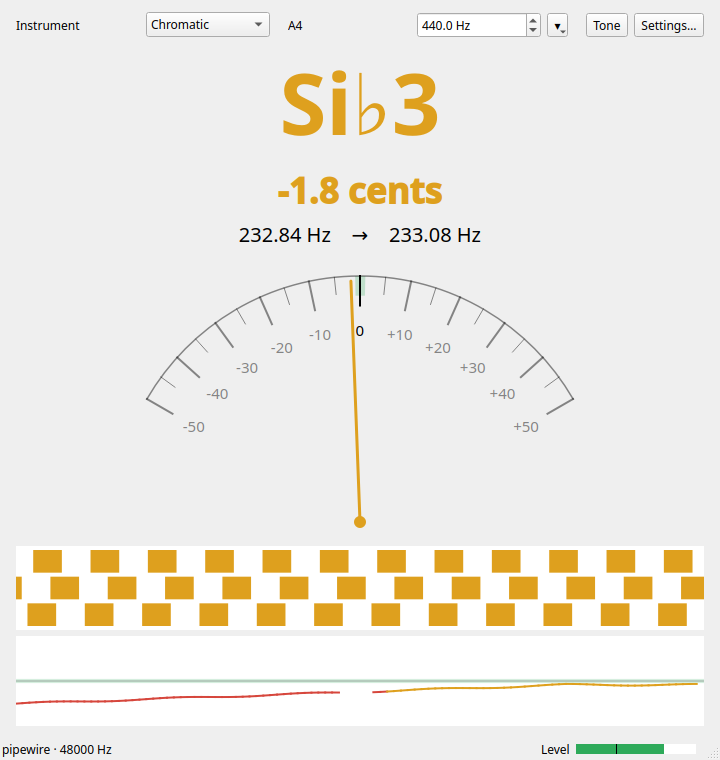 Instrument Chromatic A4 440.0 Hz Tone Settings...
Si♭3
-1.8 cents
232.84 Hz → 233.08 Hz
-50 -40 -30 -20 -10 0 +10 +20 +30 +40 +50
pipewire · 48000 Hz Level